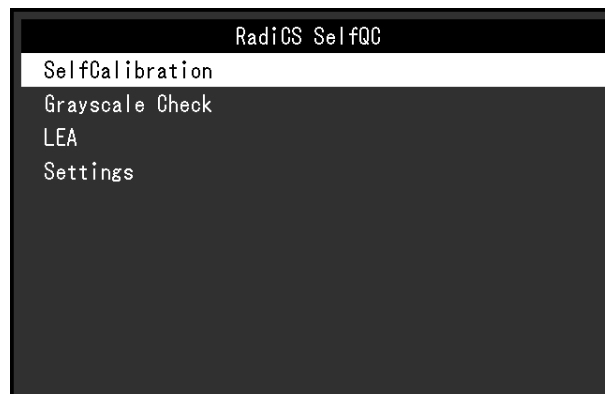 RadiCS SelfQC
SelfCalibration
Grayscale Check
LEA
Settings